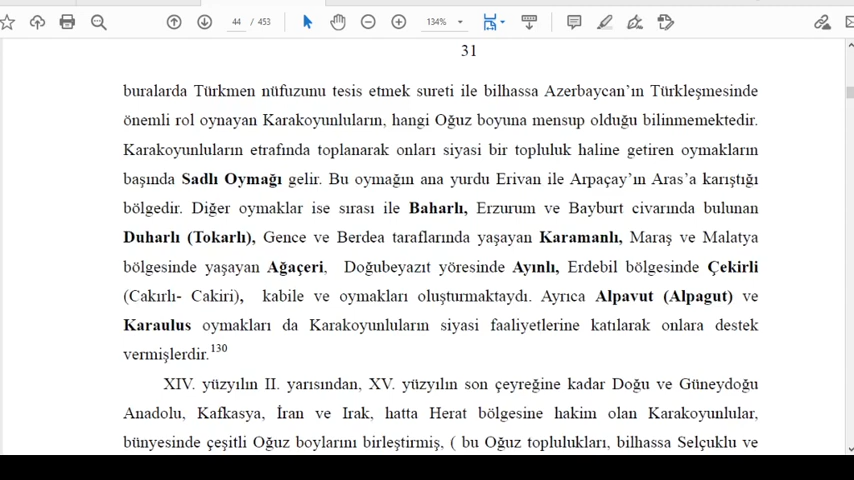 44 / 453
134%
31
buralarda Türkmen nüfuzunu tesis etmek sureti ile bilhassa Azerbaycan’ın Türkleşmesinde
önemli rol oynayan Karakoyunluların, hangi Oğuz boyuna mensup olduğu bilinmemektedir.
Karakoyunluların etrafında toplanarak onları siyasi bir topluluk haline getiren oymakların
başında Sadlı Oymağı gelir. Bu oymağın ana yurdu Erivan ile Arpaçay’ın Aras’a karıştığı
bölgedir. Diğer oymaklar ise sırası ile Baharlı, Erzurum ve Bayburt civarında bulunan
Duharlı (Tokarlı), Gence ve Berdea taraflarında yaşayan Karamanlı, Maraş ve Malatya
bölgesinde yaşayan Ağaçeri, Doğubeyazıt yöresinde Ayınlı, Erdebil bölgesinde Çekirli
(Cakırlı- Cakiri), kabile ve oymakları oluşturmaktaydı. Ayrıca Alpavut (Alpagut) ve
Karaulus oymakları da Karakoyunluların siyasi faaliyetlerine katılarak onlara destek
vermişlerdir.130
XIV. yüzyılın II. yarısından, XV. yüzyılın son çeyreğine kadar Doğu ve Güneydoğu
Anadolu, Kafkasya, İran ve Irak, hatta Herat bölgesine hakim olan Karakoyunlular,
bünyesinde çeşitli Oğuz boylarını birleştirmiş, ( bu Oğuz toplulukları, bilhassa Selçuklu ve